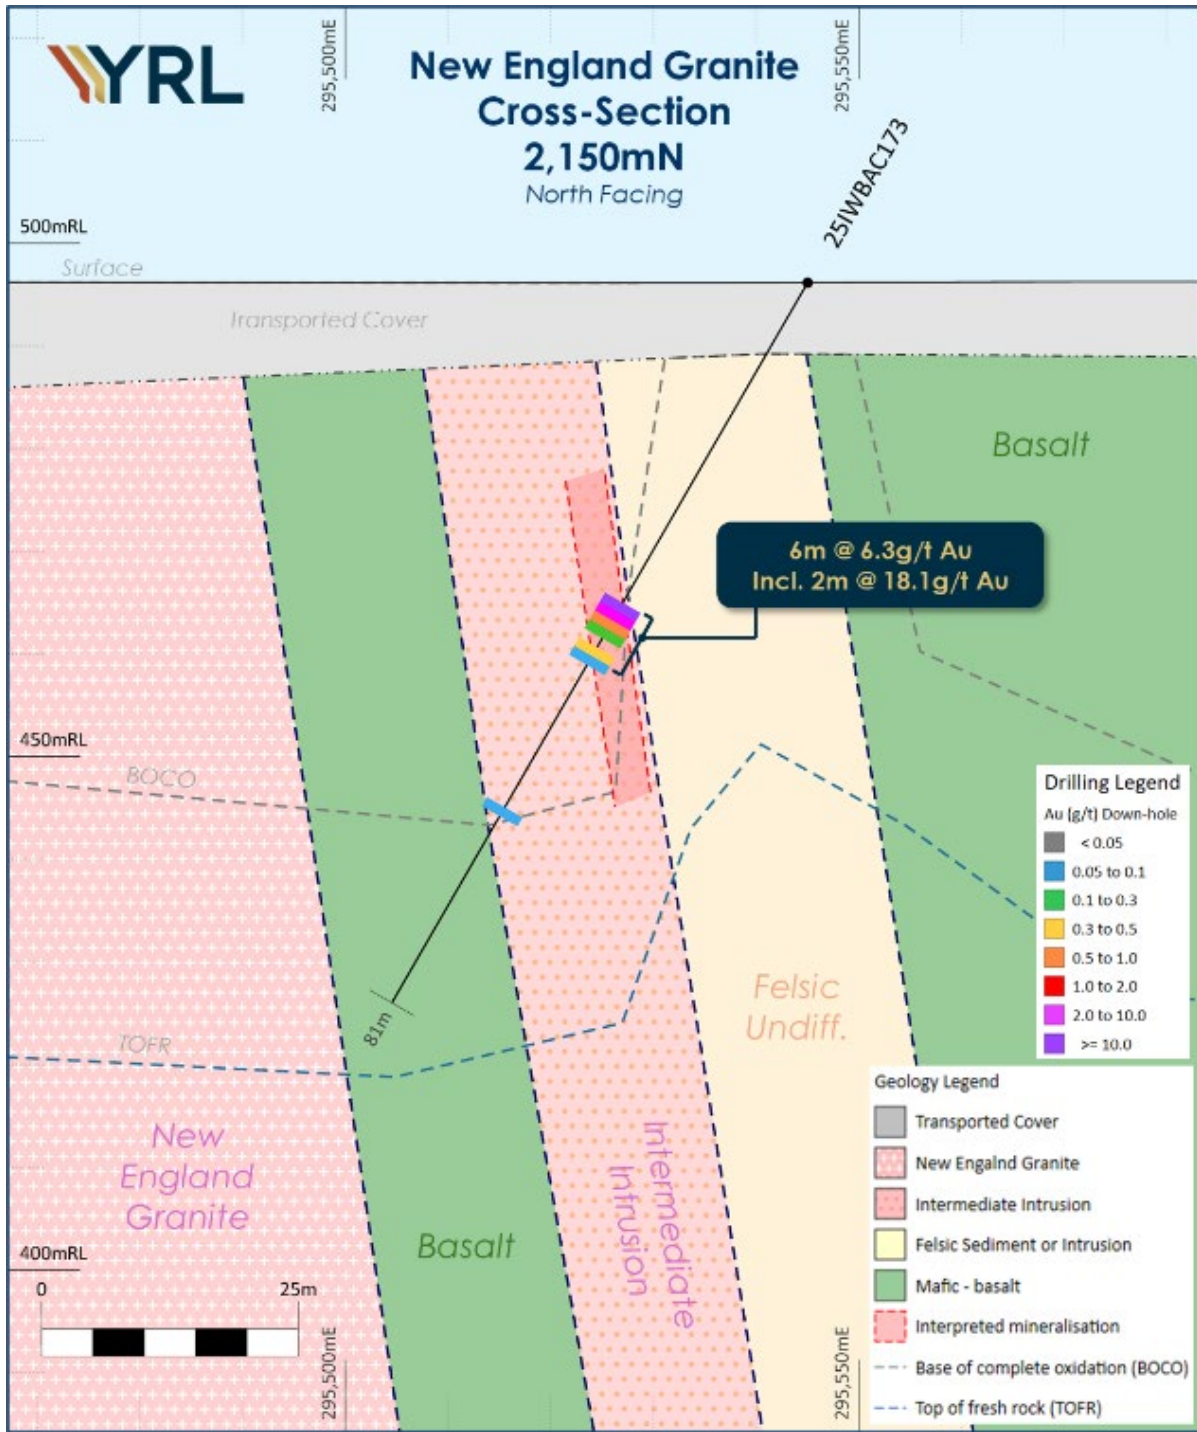 YRL
New England Granite
Cross-Section
2,150mN
North Facing
295,500mE
295,550mE
25IWBAC173
500mRL
Surface
Transported Cover
Basalt
6m @ 6.3g/t Au
Incl. 2m @ 18.1g/t Au
450mRL
BOCO
Drilling Legend
Au (g/t) Down-hole
< 0.05
0.05 to 0.1
0.1 to 0.3
0.3 to 0.5
0.5 to 1.0
1.0 to 2.0
2.0 to 10.0
>= 10.0
81m
TOFR
Felsic
Undiff.
New
England
Granite
Basalt
Intermediate
Intrusion
400mRL
0 25m
295,500mE
295,550mE
Geology Legend
Transported Cover
New Engalnd Granite
Intermediate Intrusion
Felsic Sediment or Intrusion
Mafic - basalt
Interpreted mineralisation
Base of complete oxidation (BOCO)
Top of fresh rock (TOFR)